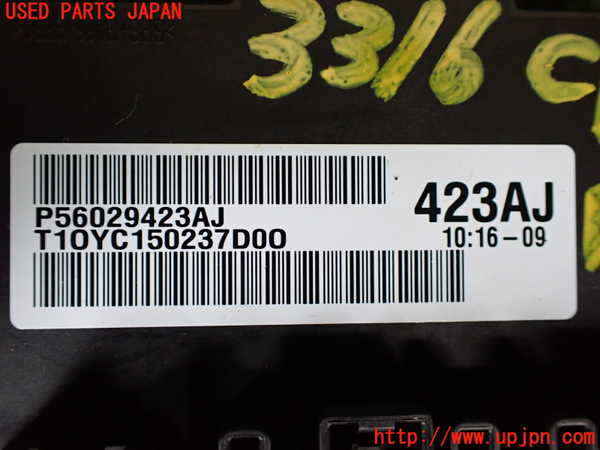 USED PARTS JAPAN
3316
P56029423AJ
423AJ
T10YC150237D00
10:16-09
http://www.upjpn.com/